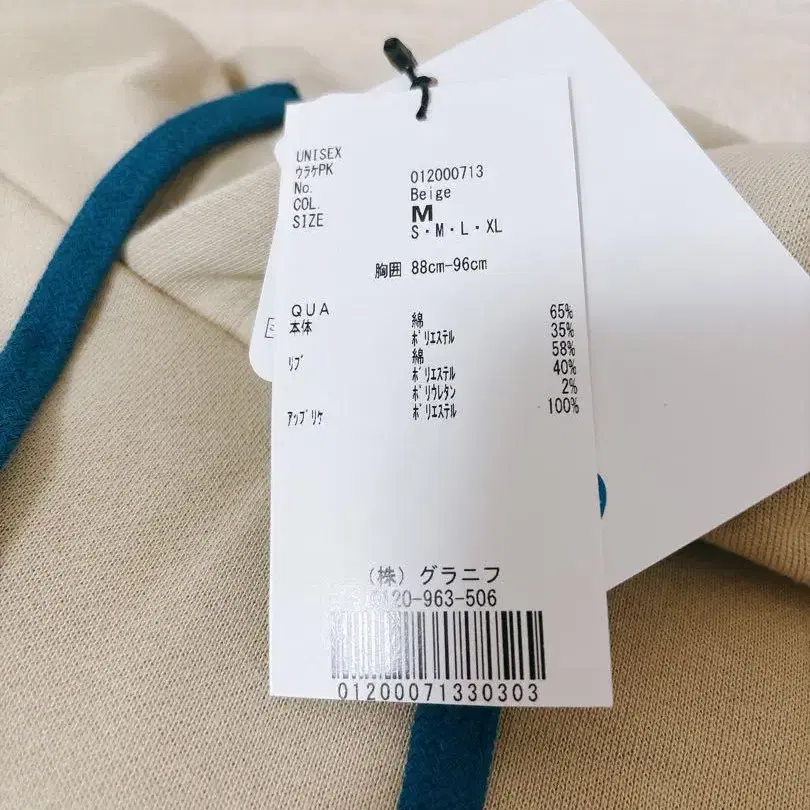 UNISEX
ウラケPK
No. 012000713
COL. Beige
SIZE M
S・M・L・XL
胸囲 88cm-96cm
QUA
本体 綿 65%
ポリエステル 35%
リブ 綿 58%
ポリエステル 40%
ポリウレタン 2%
アップリケ ポリエステル 100%
(株) グラニフ
0120-963-506
01200071330303